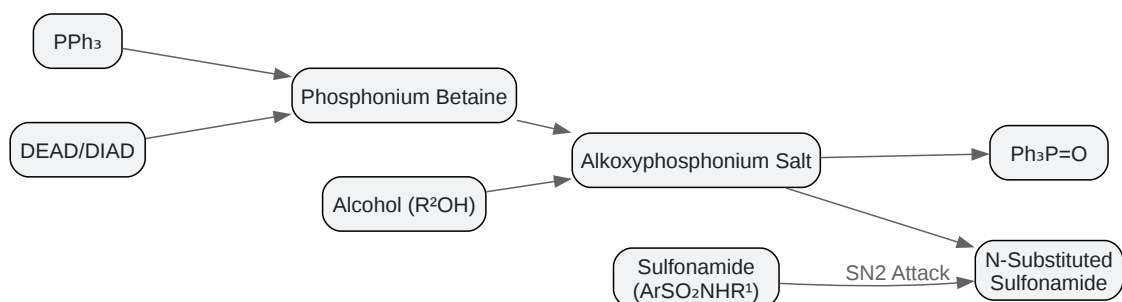 PPh₃
Phosphonium Betaine
DEAD/DIAD
Alkoxyphosphonium Salt
Ph₃P=O
Alcohol (R²OH)
Sulfonamide
(ArSO₂NHR¹)
SN2 Attack
N-Substituted
Sulfonamide